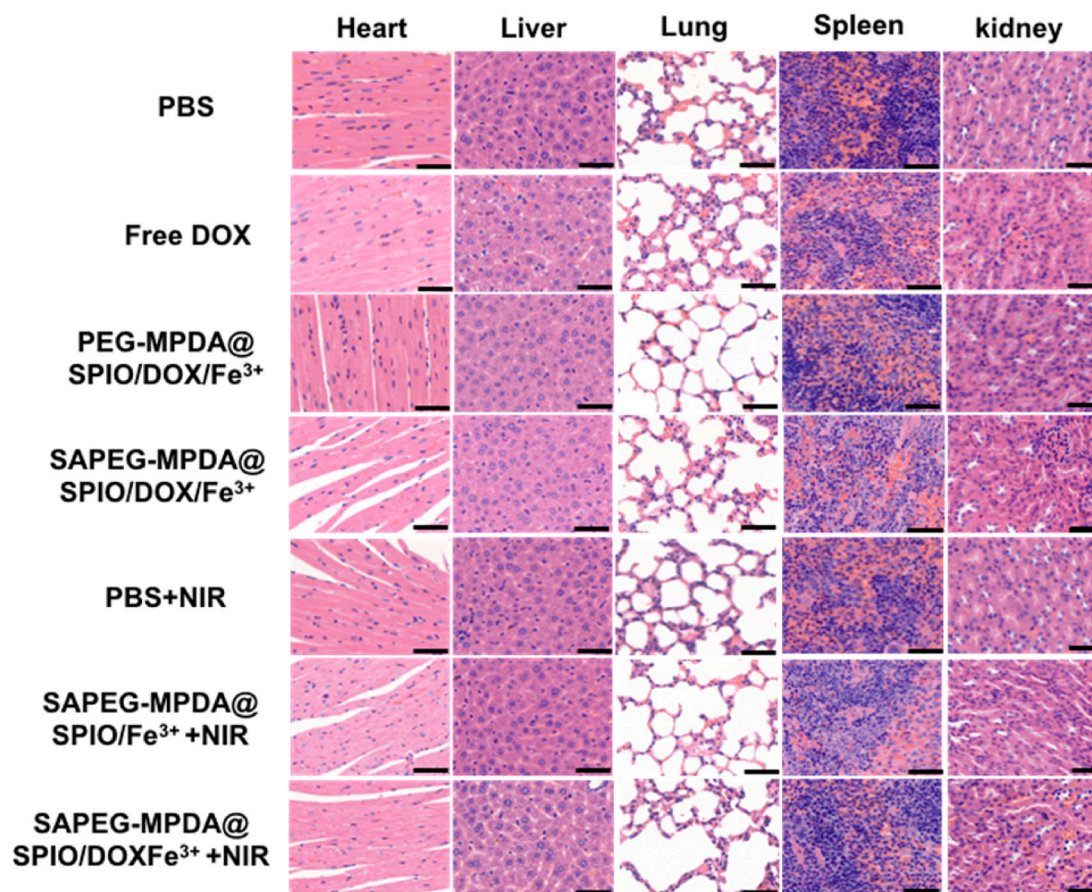 Heart Liver Lung Spleen kidney
PBS
Free DOX
PEG-MPDA@
SPIO/DOX/Fe³⁺
SAPEG-MPDA@
SPIO/DOX/Fe³⁺
PBS+NIR
SAPEG-MPDA@
SPIO/Fe³⁺ +NIR
SAPEG-MPDA@
SPIO/DOXFe³⁺ +NIR